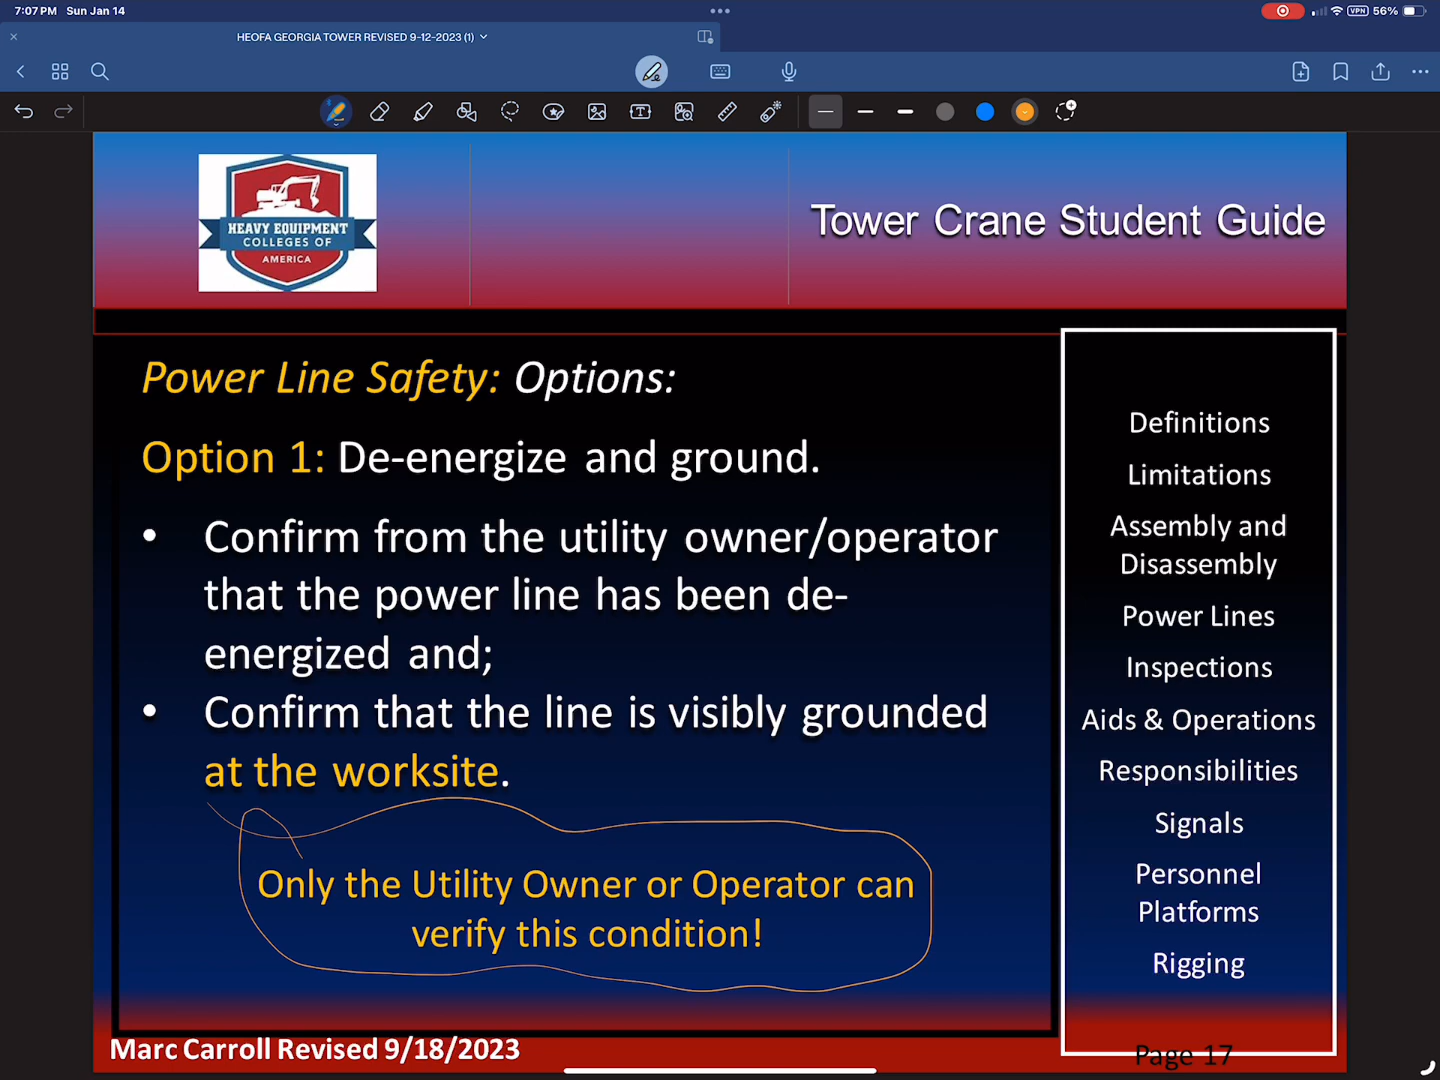 7:07 PM Sun Jan 14
VPN 56%
HEOFA GEORGIA TOWER REVISED 9-12-2023 (1)
HEAVY EQUIPMENT
COLLEGES OF
AMERICA
Tower Crane Student Guide
Power Line Safety: Options:
Option 1: De-energize and ground.
• Confirm from the utility owner/operator
that the power line has been de-
energized and;
• Confirm that the line is visibly grounded
at the worksite.
Only the Utility Owner or Operator can
verify this condition!
Definitions
Limitations
Assembly and
Disassembly
Power Lines
Inspections
Aids & Operations
Responsibilities
Signals
Personnel
Platforms
Rigging
Marc Carroll Revised 9/18/2023
Page 17